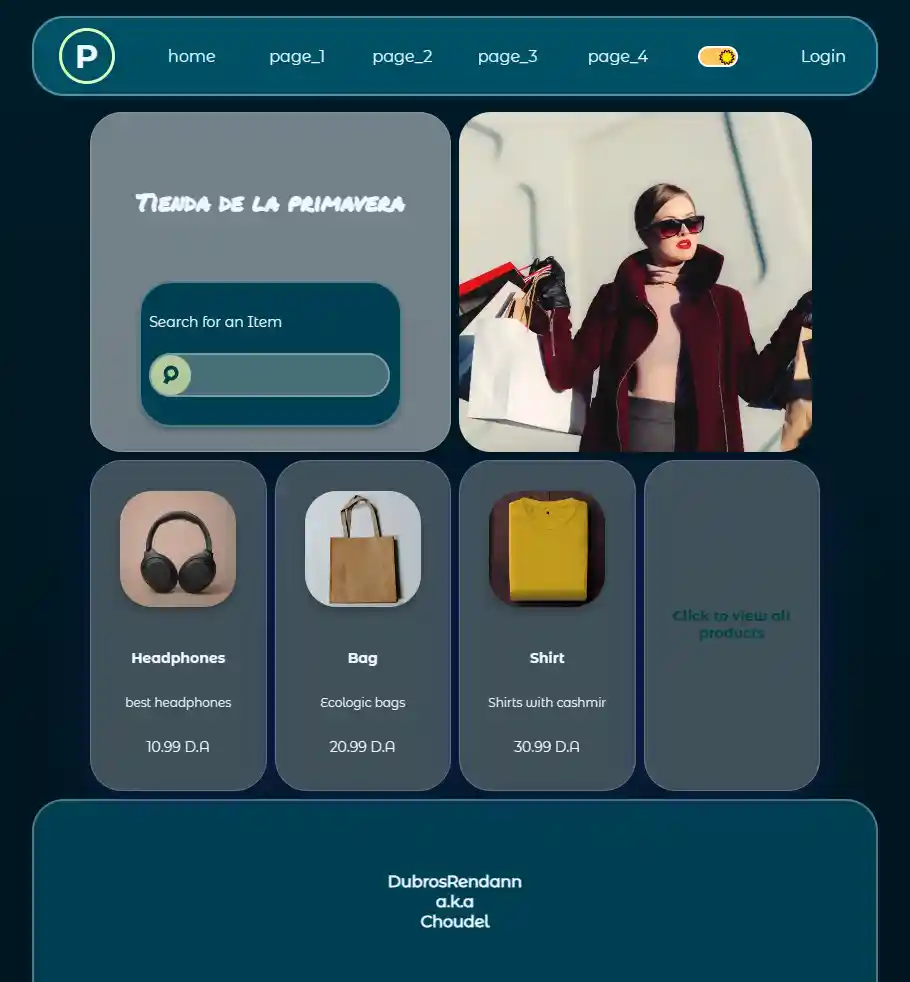 P home page_1 page_2 page_3 page_4 Login
Tienda de la primavera
Search for an Item
Headphones
best headphones
10.99 D.A
Bag
Ecologic bags
20.99 D.A
Shirt
Shirts with cashmir
30.99 D.A
Click to view all
products
DubrosRendann
a.k.a
Choudel